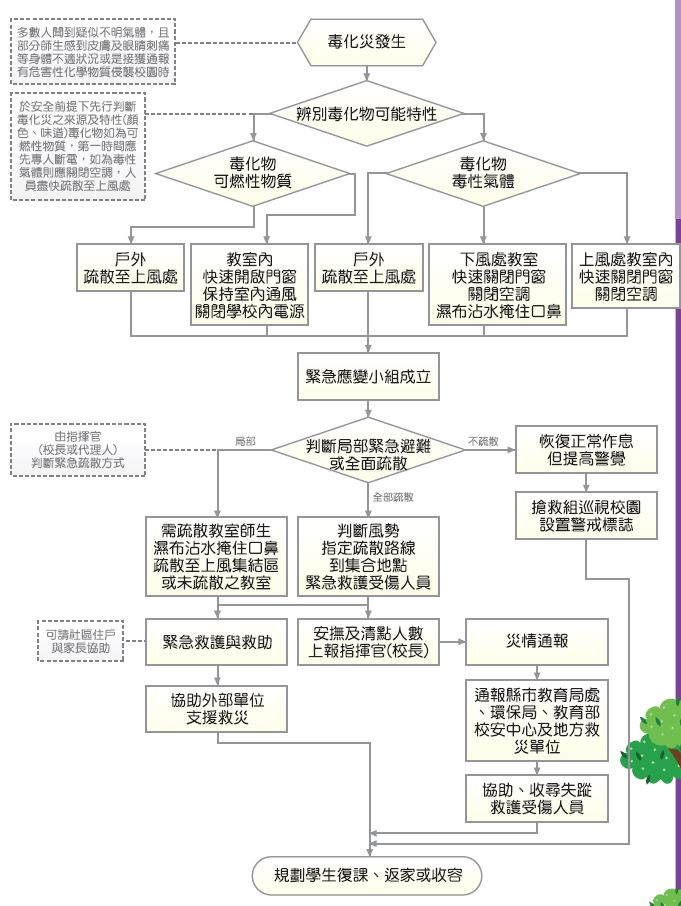 多數人聞到疑似不明氣體，且
部分師生感到皮膚及眼睛刺痛
等身體不適狀況或是接獲通報
有危害性化學物質侵襲校園時
毒化災發生
於安全前提下先行判斷
毒化災之來源及特性(顏
色、味道)毒化物如為可
燃性物質，第一時間應
先專人斷電，如為毒性
氣體則應關閉空調，人
員盡快疏散至上風處
辨別毒化物可能特性
毒化物
可燃性物質
毒化物
毒性氣體
戶外
疏散至上風處
教室內
快速開啟門窗
保持室內通風
關閉學校內電源
戶外
疏散至上風處
下風處教室
快速關閉門窗
關閉空調
濕布沾水掩住口鼻
上風處教室內
快速關閉門窗
關閉空調
緊急應變小組成立
由指揮官
(校長或代理人)
判斷緊急疏散方式
局部
判斷局部緊急避難
或全面疏散
不疏散
全部疏散
恢復正常作息
但提高警覺
搶救組巡視校園
設置警戒標誌
需疏散教室師生
濕布沾水掩住口鼻
疏散至上風集結區
或未疏散之教室
判斷風勢
指定疏散路線
到集合地點
緊急救護受傷人員
可請社區住戶
與家長協助
緊急救護與救助
安撫及清點人數
上報指揮官(校長)
災情通報
協助外部單位
支援救災
通報縣市教育局處
、環保局、教育部
校安中心及地方救
災單位
協助、收尋失蹤
救護受傷人員
規劃學生復課、返家或收容